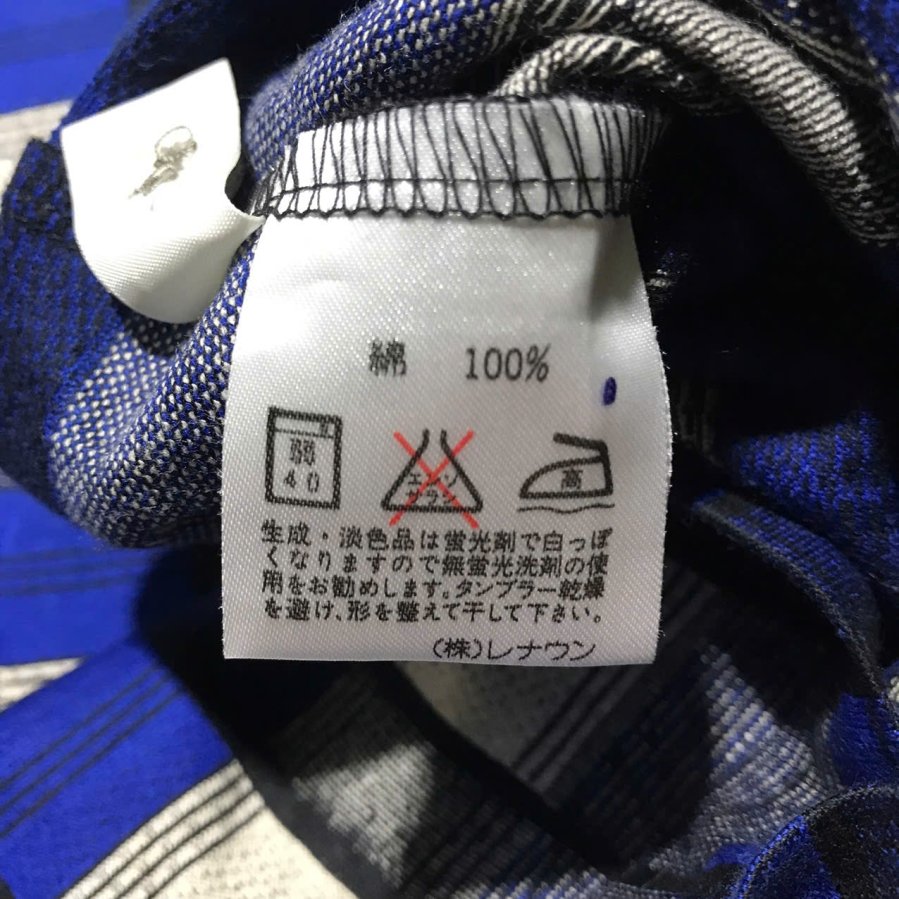 綿 100%
弱
40
エンソ
サラシ
高
生成・淡色品は蛍光剤で白っぽ
くなりますので無蛍光洗剤の使
用をお勧めします。タンブラー乾燥
を避け、形を整えて干して下さい。
(株)レナウン